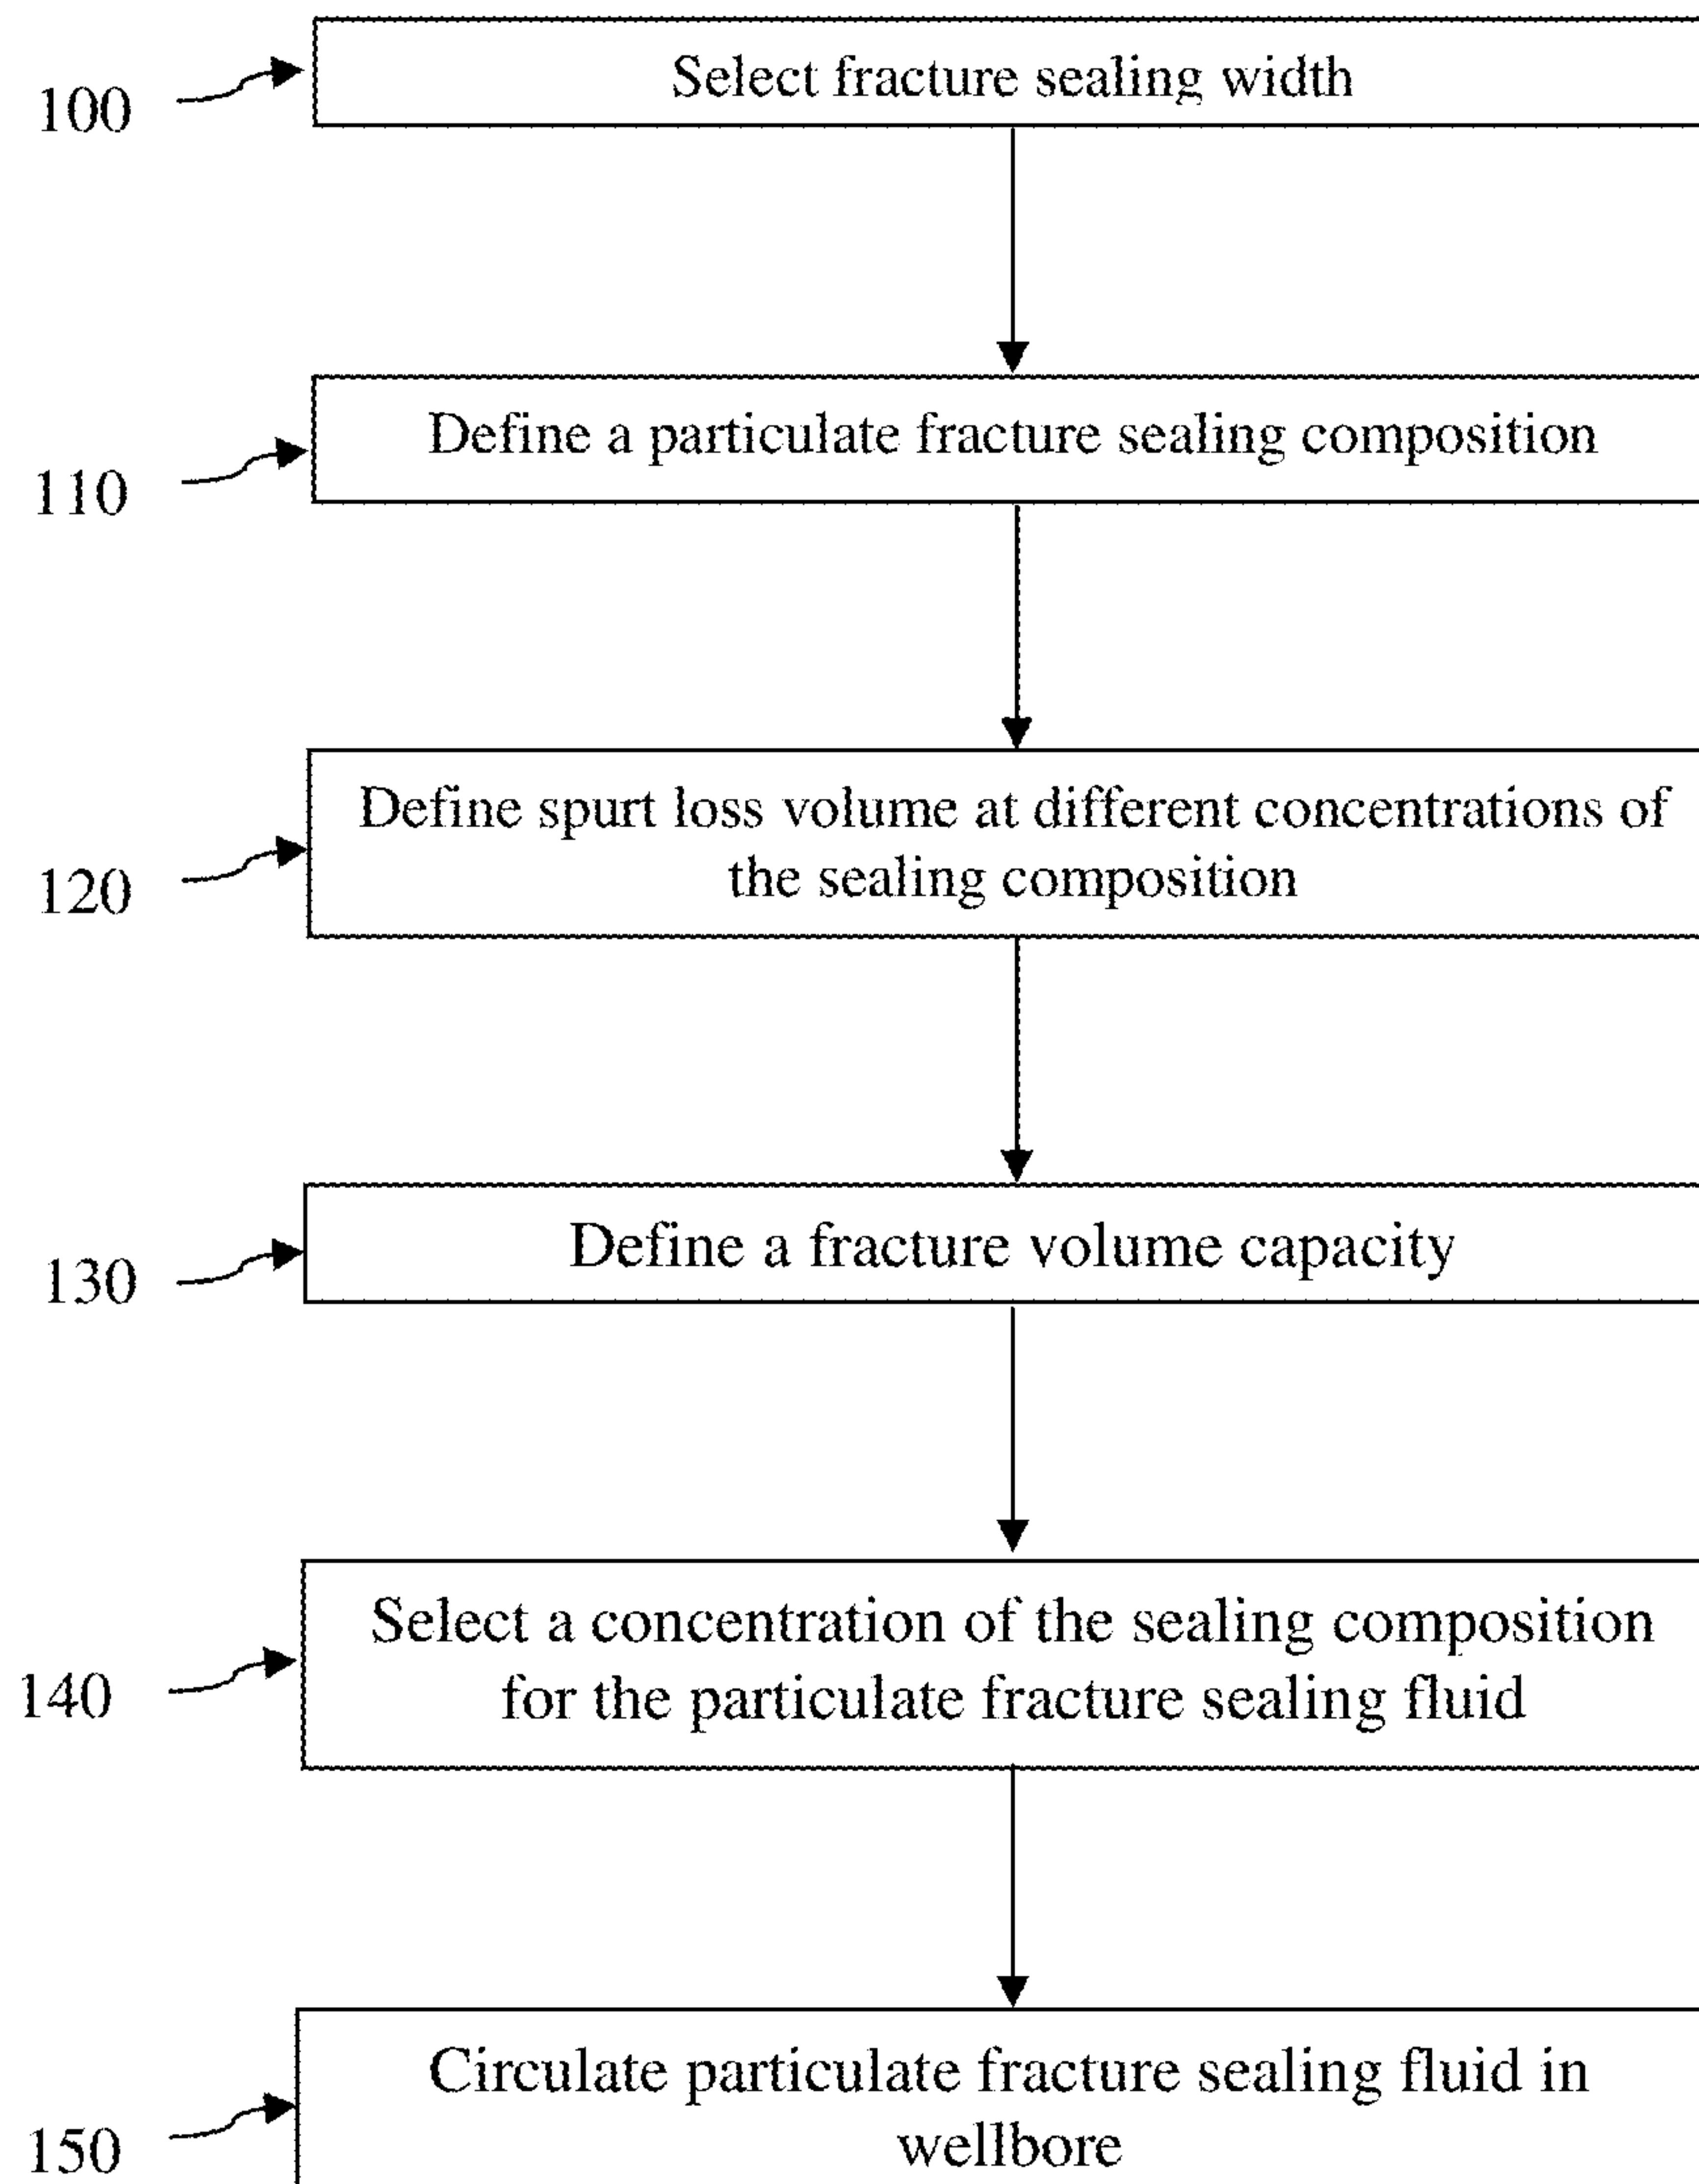 100
Select fracture sealing width
110
Define a particulate fracture sealing composition
120
Define spurt loss volume at different concentrations of
the sealing composition
130
Define a fracture volume capacity
140
Select a concentration of the sealing composition
for the particulate fracture sealing fluid
150
Circulate particulate fracture sealing fluid in
wellbore